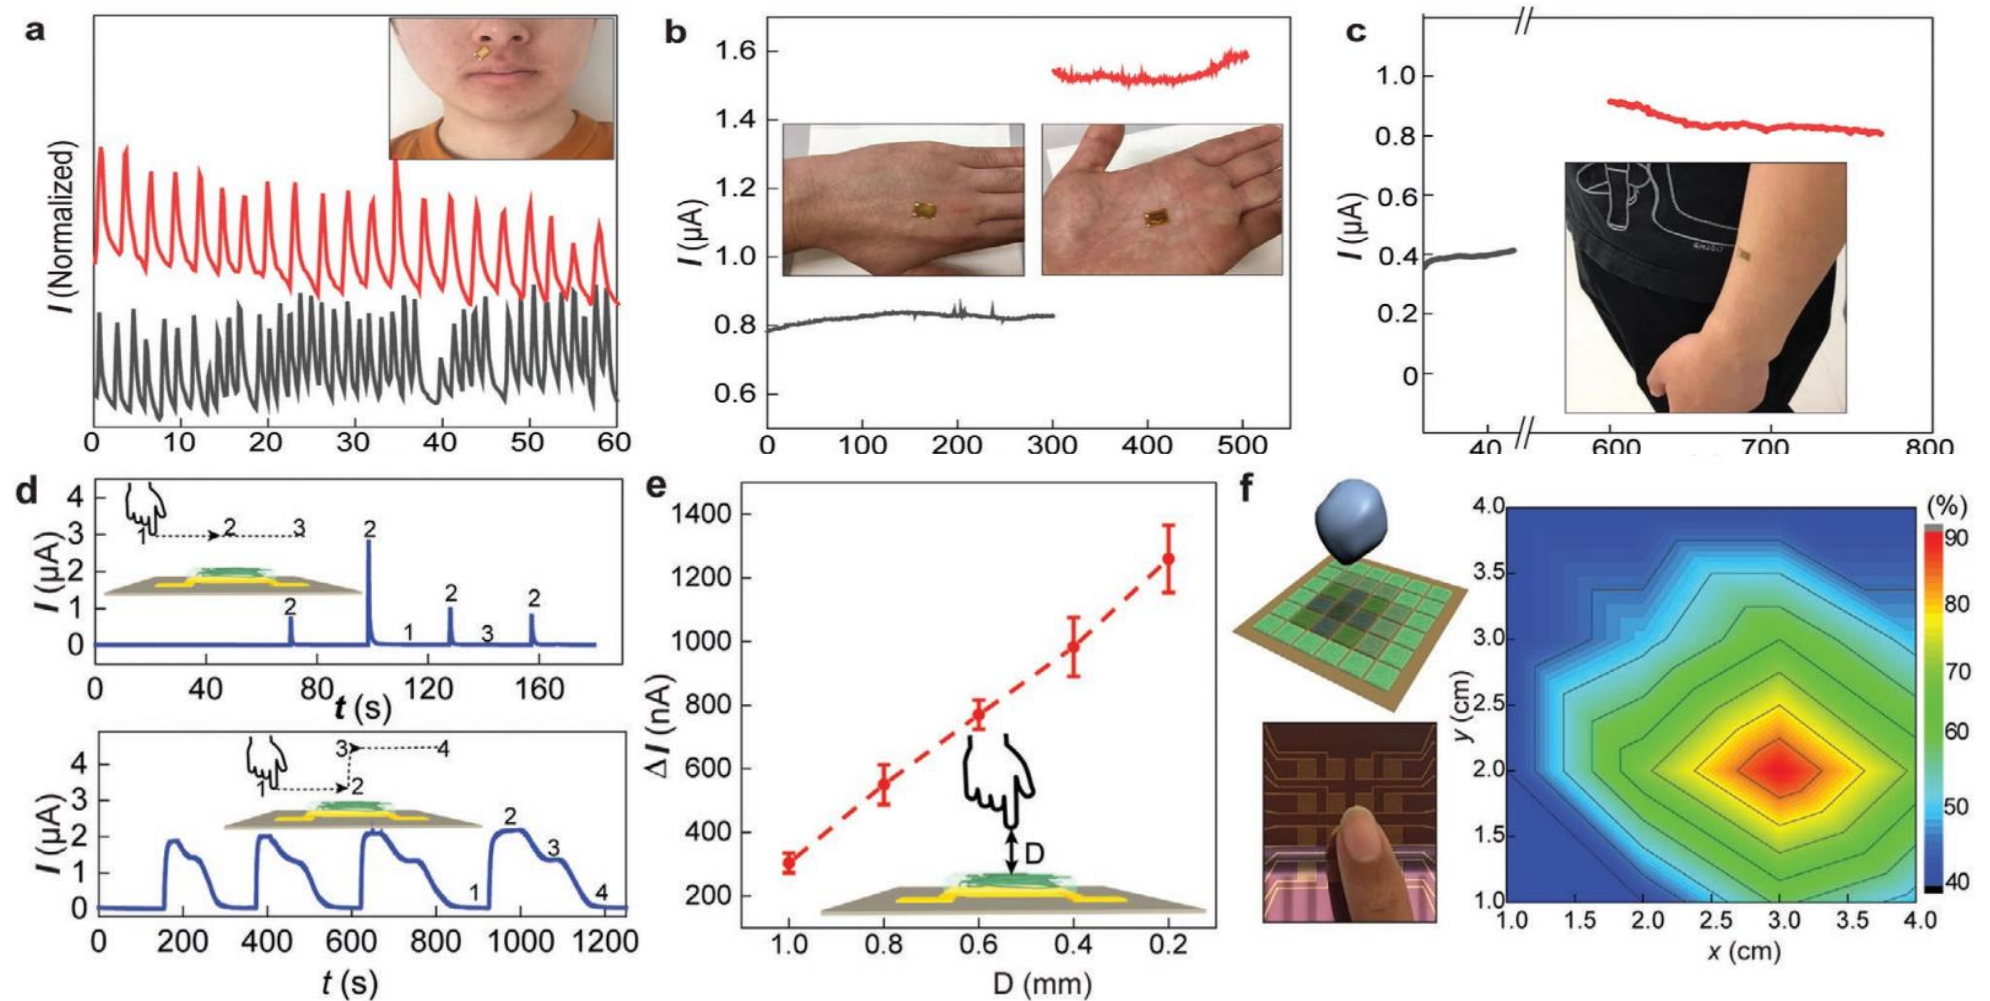 a
I (Normalized)
0 10 20 30 40 50 60
b
1.6
1.4
1.2
1.0
0.8
0.6
I (μA)
0 100 200 300 400 500
c
1.0
0.8
0.6
0.4
0.2
0
I (μA)
40 600 700 800
d
4
3
2
1
0
I (μA)
1 2 3
2 2 1 2 3 2
0 40 80 120 160
t (s)
4
3
2
1
0
I (μA)
3 4
1 2
2 3 1 4
0 200 400 600 800 1000 1200
t (s)
e
1400
1200
1000
800
600
400
200
Δ I (nA)
D
1.0 0.8 0.6 0.4 0.2
D (mm)
f
4.0
3.5
3.0
2.5
2.0
1.5
1.0
y (cm)
1.0 1.5 2.0 2.5 3.0 3.5 4.0
x (cm)
(%)
90
80
70
60
50
40